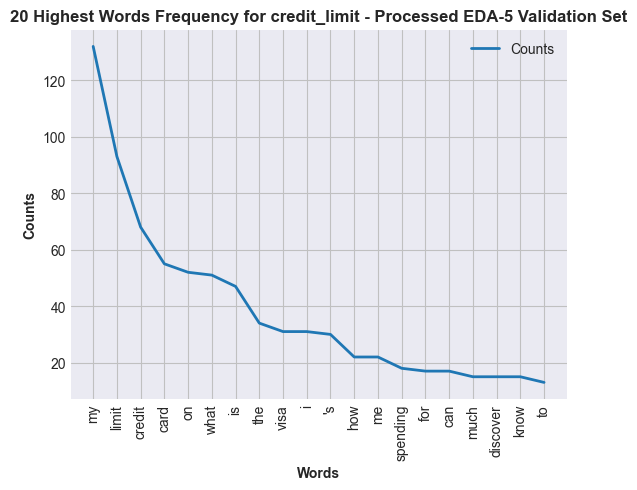 20 Highest Words Frequency for credit_limit - Processed EDA-5 Validation Set
Counts
120
100
80
60
40
20
Counts
my
limit
credit
card
on
what
is
the
visa
i
's
how
me
spending
for
can
much
discover
know
to
Words